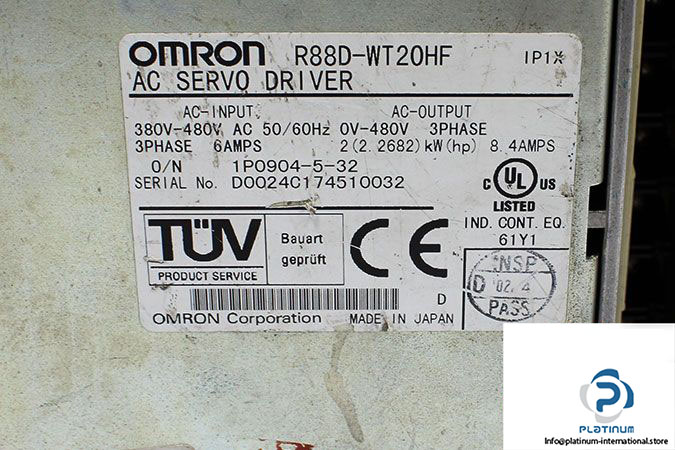 OMRON R88D-WT20HF IP1X
AC SERVO DRIVER
AC-INPUT AC-OUTPUT
380V-480V AC 50/60Hz 0V-480V 3PHASE
3PHASE 6AMPS 2(2.2682)kW(hp) 8.4AMPS
O/N 1P0904-5-32
SERIAL No. D0024C174510032
C UL US
LISTED
IND. CONT. EQ.
61Y1
TÜV
PRODUCT SERVICE
Bauart
geprüft
CE
INSP
D '02. 4
PASS
D
OMRON Corporation MADE IN JAPAN
P
PLATINUM
Info@platinum-international.store